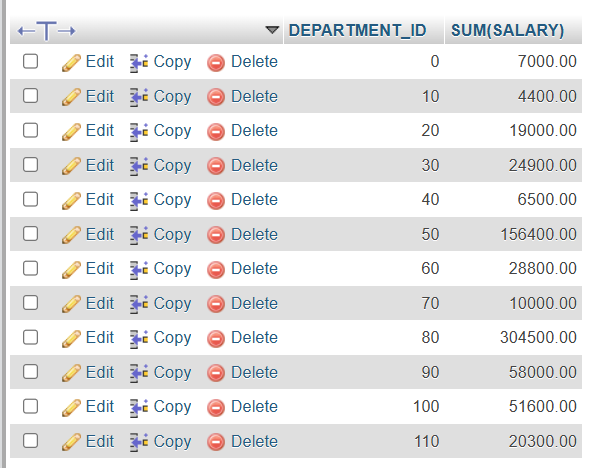 DEPARTMENT_ID SUM(SALARY)
Edit Copy Delete 0 7000.00
Edit Copy Delete 10 4400.00
Edit Copy Delete 20 19000.00
Edit Copy Delete 30 24900.00
Edit Copy Delete 40 6500.00
Edit Copy Delete 50 156400.00
Edit Copy Delete 60 28800.00
Edit Copy Delete 70 10000.00
Edit Copy Delete 80 304500.00
Edit Copy Delete 90 58000.00
Edit Copy Delete 100 51600.00
Edit Copy Delete 110 20300.00